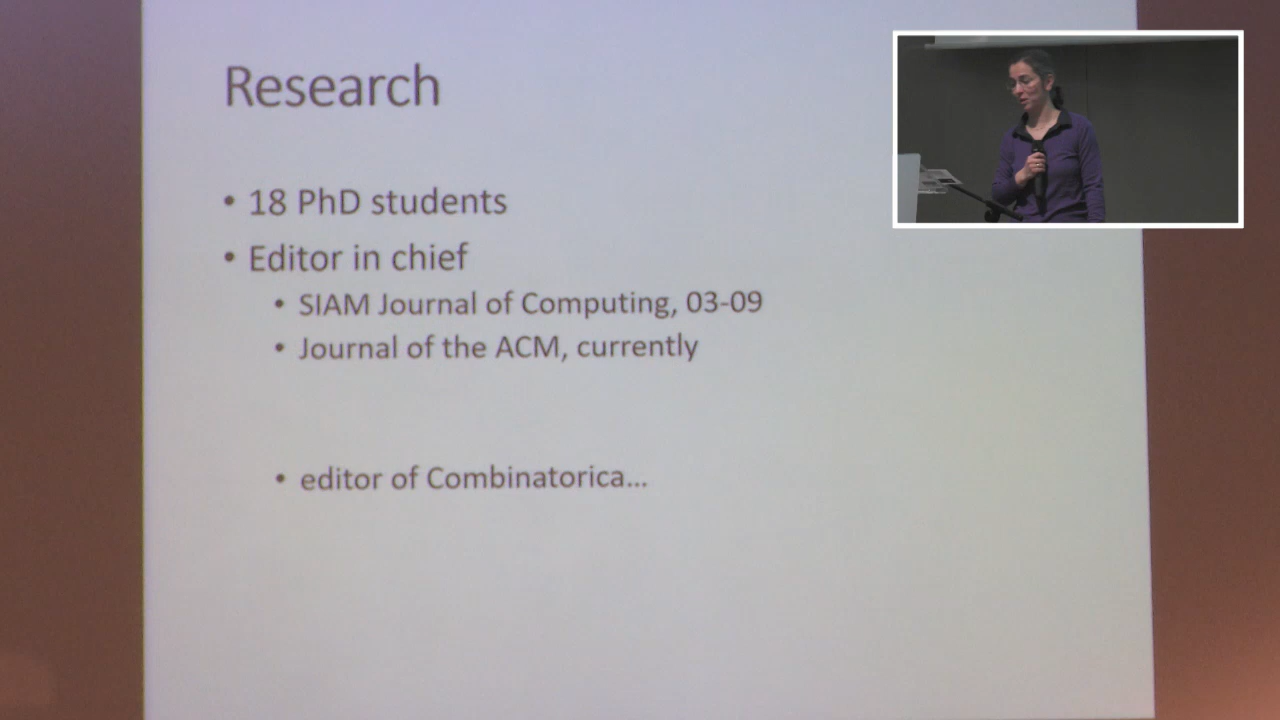 Research
• 18 PhD students
• Editor in chief
• SIAM Journal of Computing, 03-09
• Journal of the ACM, currently
• editor of Combinatorica...